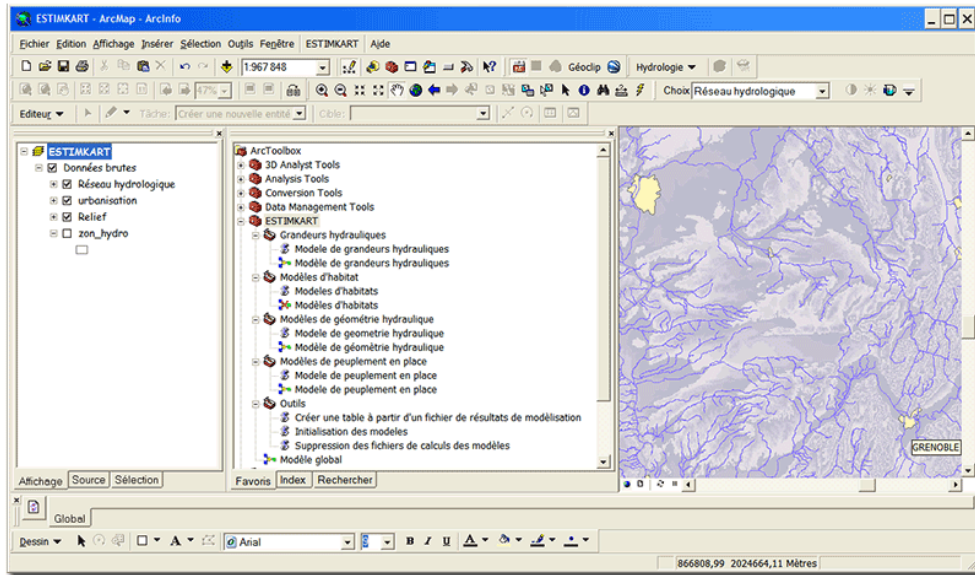 ESTIMKART - ArcMap - ArcInfo
Fichier Edition Affichage Insérer Sélection Outils Fenêtre ESTIMKART Aide
1:967 848 Géoclip Hydrologie
47% Choix Réseau hydrologique
Editeur Tâche: Créer une nouvelle entité Cible:
ESTIMKART
Données brutes
Réseau hydrologique
urbanisation
Relief
zon_hydro
Affichage Source Sélection
ArcToolbox
3D Analyst Tools
Analysis Tools
Conversion Tools
Data Management Tools
ESTIMKART
Grandeurs hydrauliques
Modele de grandeurs hydrauliques
Modèle de grandeurs hydrauliques
Modèles d'habitat
Modeles d'habitats
Modèles d'habitats
Modèles de géométrie hydraulique
Modele de geometrie hydraulique
Modèle de géométrie hydraulique
Modèles de peuplement en place
Modele de peuplement en place
Modele de peuplement en place
Outils
Créer une table à partir d'un fichier de résultats de modèlisation
Initialisation des modeles
Suppression des fichiers de calculs des modèles
Modèle global
Favoris Index Rechercher
GRENOBLE
Global
Dessin A Arial 9 B I U A
866808,99 2024664,11 Mètres